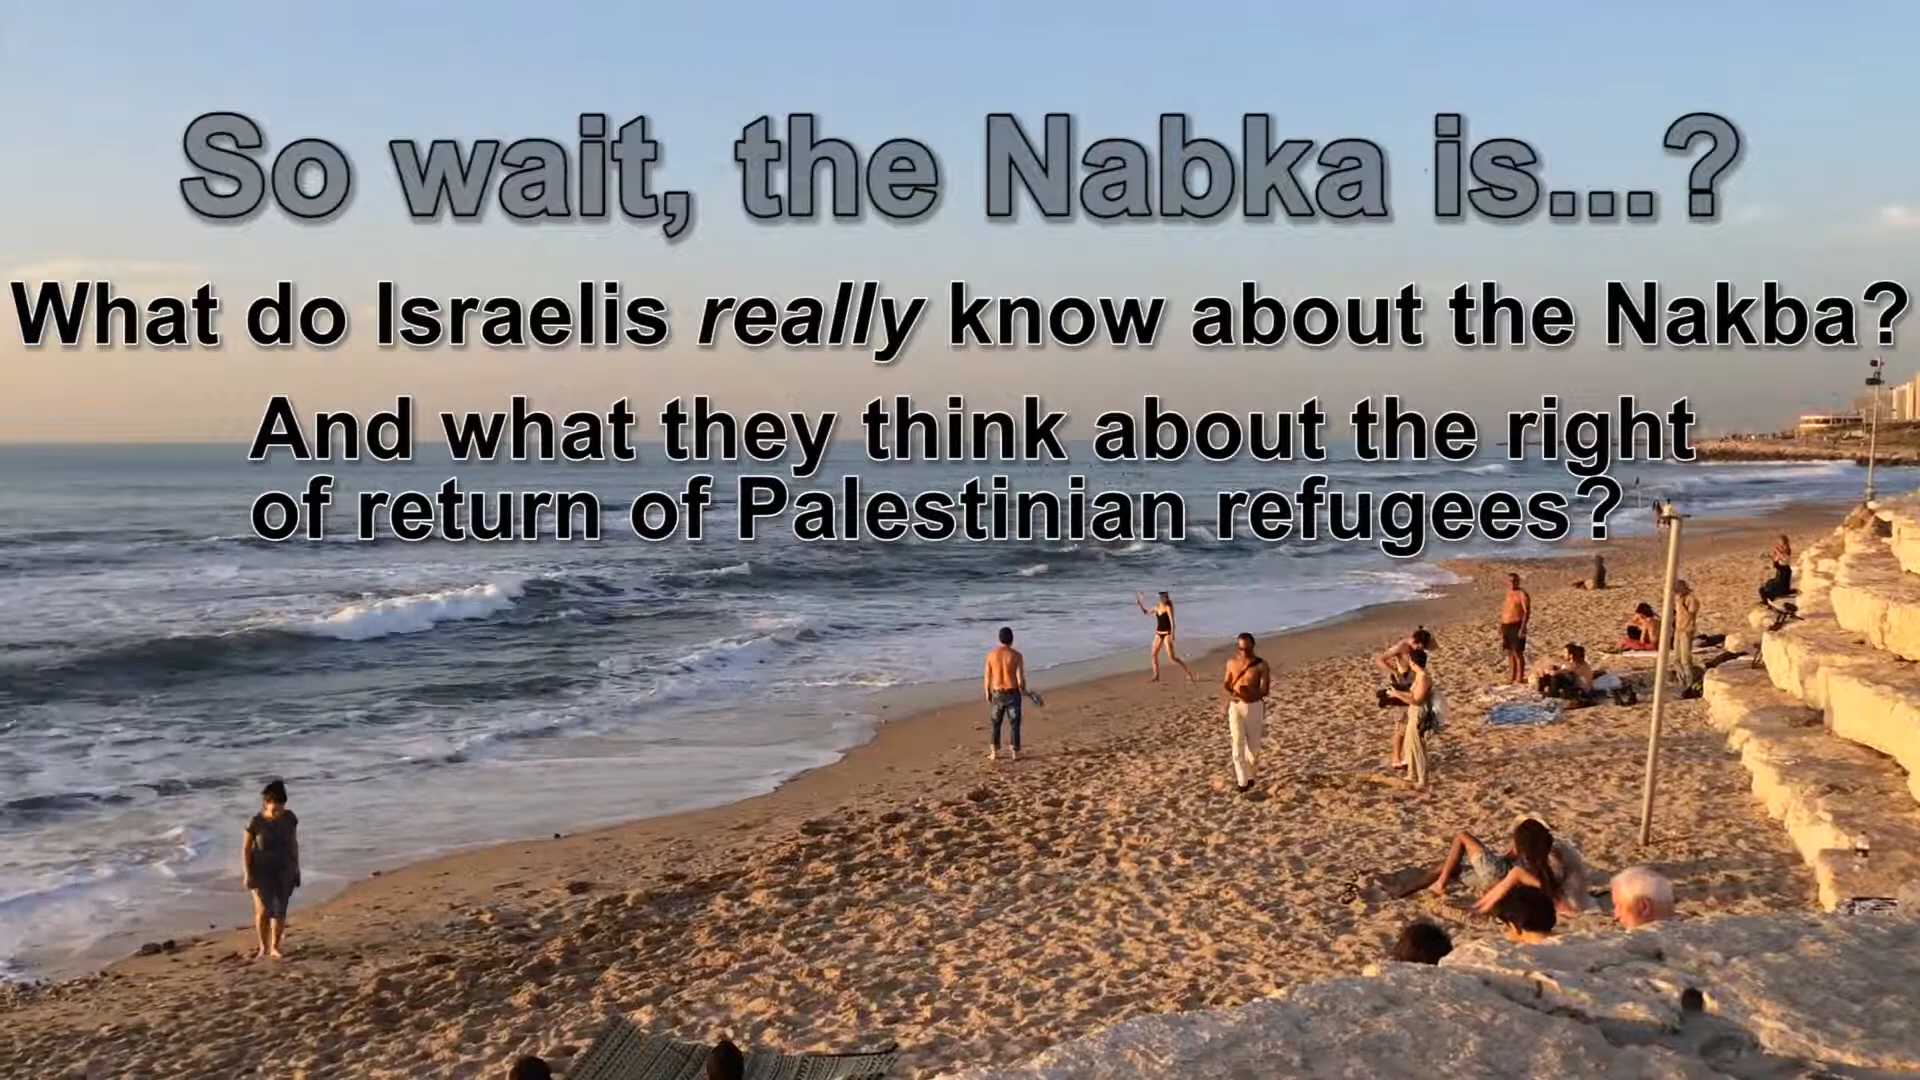 So wait, the Nabka is...?
What do Israelis really know about the Nakba?
And what they think about the right
of return of Palestinian refugees?